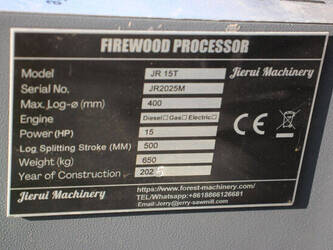 FIREWOOD PROCESSOR
Model JR 15T Jierui Machinery
Serial No. JR2025M
Max. Log-ø (mm) 400
Engine Diesel□ Gas□ Electric□
Power (HP) 15
Log Splitting Stroke (MM) 500
Weight (kg) 650
Year of Construction 2025
Jierui Machinery
https://www.forest-machinery.com
TEL/Whatsapp:+8618866126681
Email:Jerry@jerry-sawmill.com
CE